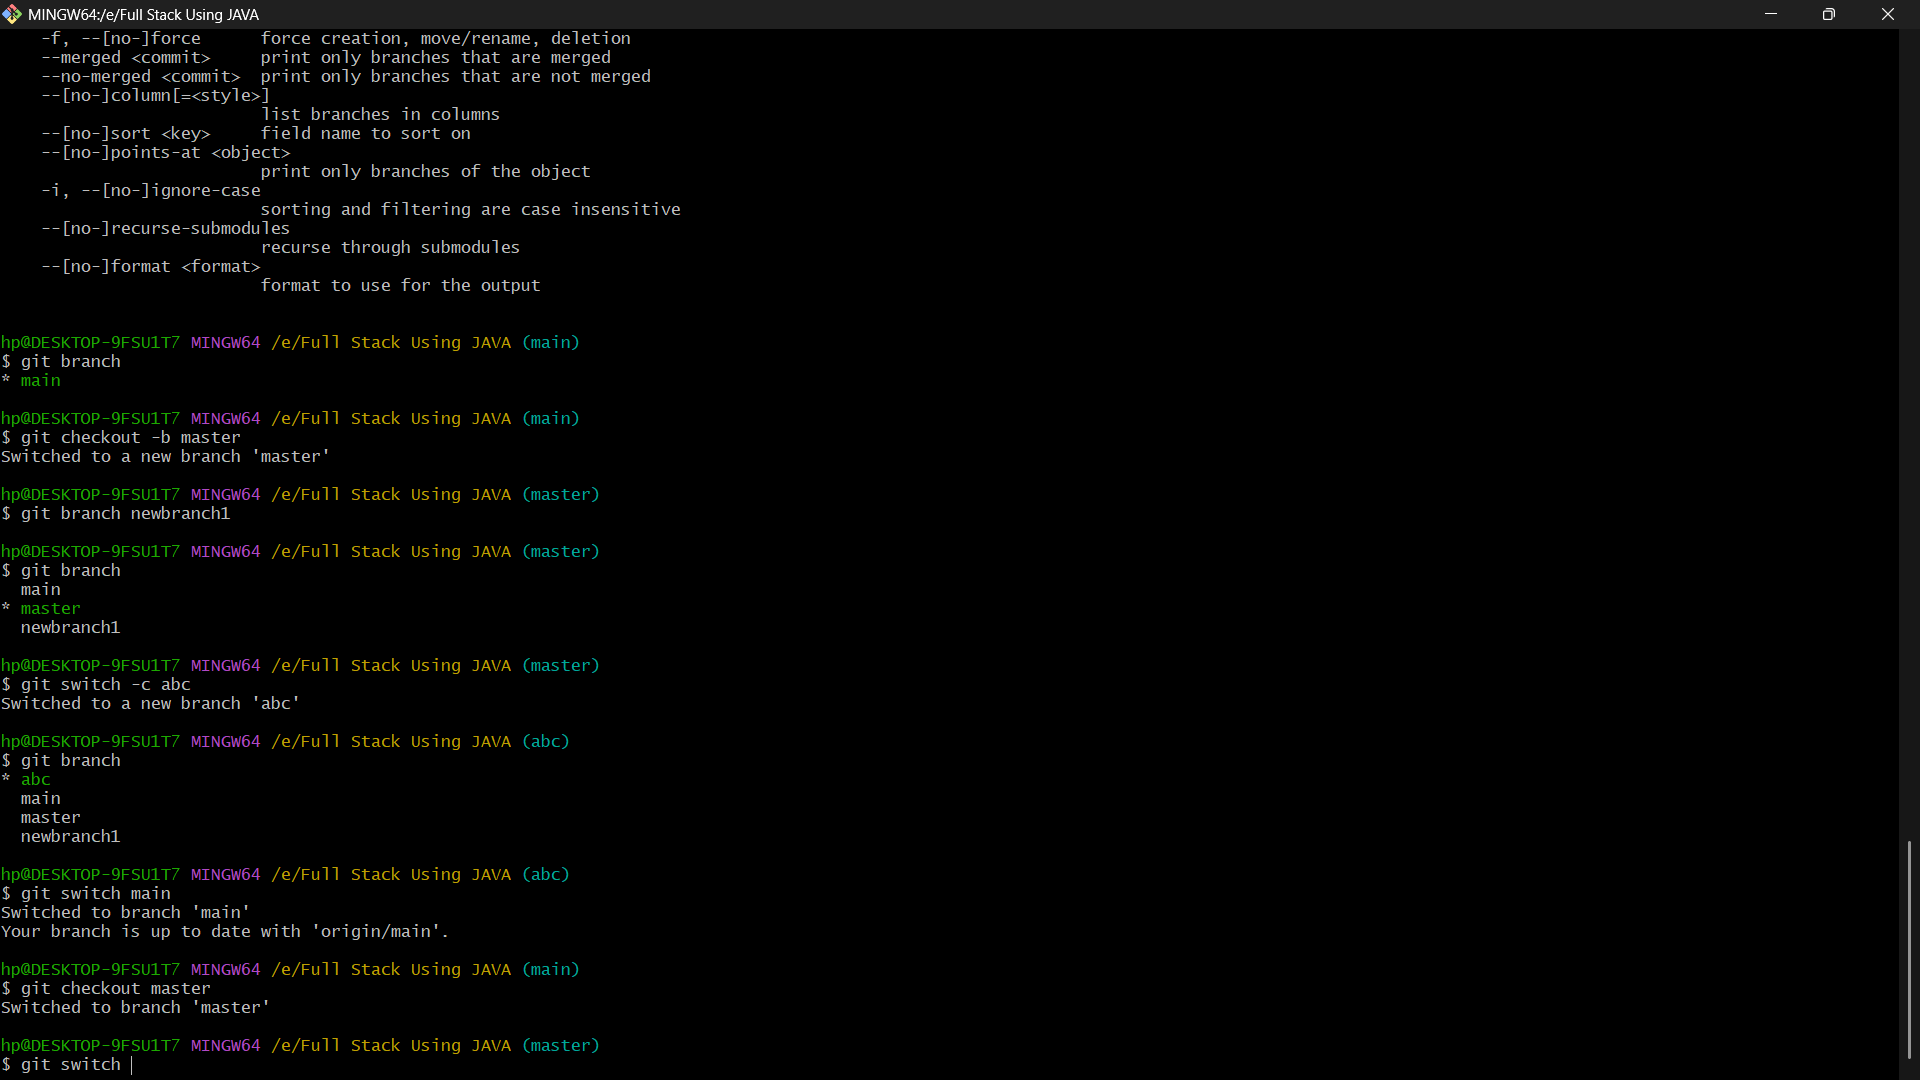 MINGW64:/e/Full Stack Using JAVA
-f, --[no-]force      force creation, move/rename, deletion
--merged <commit>     print only branches that are merged
--no-merged <commit>  print only branches that are not merged
--[no-]column[=<style>]
list branches in columns
--[no-]sort <key>     field name to sort on
--[no-]points-at <object>
print only branches of the object
-i, --[no-]ignore-case
sorting and filtering are case insensitive
--[no-]recurse-submodules
recurse through submodules
--[no-]format <format>
format to use for the output
hp@DESKTOP-9FSU1T7 MINGW64 /e/Full Stack Using JAVA (main)
$ git branch
* main
hp@DESKTOP-9FSU1T7 MINGW64 /e/Full Stack Using JAVA (main)
$ git checkout -b master
Switched to a new branch 'master'
hp@DESKTOP-9FSU1T7 MINGW64 /e/Full Stack Using JAVA (master)
$ git branch newbranch1
hp@DESKTOP-9FSU1T7 MINGW64 /e/Full Stack Using JAVA (master)
$ git branch
main
* master
newbranch1
hp@DESKTOP-9FSU1T7 MINGW64 /e/Full Stack Using JAVA (master)
$ git switch -c abc
Switched to a new branch 'abc'
hp@DESKTOP-9FSU1T7 MINGW64 /e/Full Stack Using JAVA (abc)
$ git branch
* abc
main
master
newbranch1
hp@DESKTOP-9FSU1T7 MINGW64 /e/Full Stack Using JAVA (abc)
$ git switch main
Switched to branch 'main'
Your branch is up to date with 'origin/main'.
hp@DESKTOP-9FSU1T7 MINGW64 /e/Full Stack Using JAVA (main)
$ git checkout master
Switched to branch 'master'
hp@DESKTOP-9FSU1T7 MINGW64 /e/Full Stack Using JAVA (master)
$ git switch